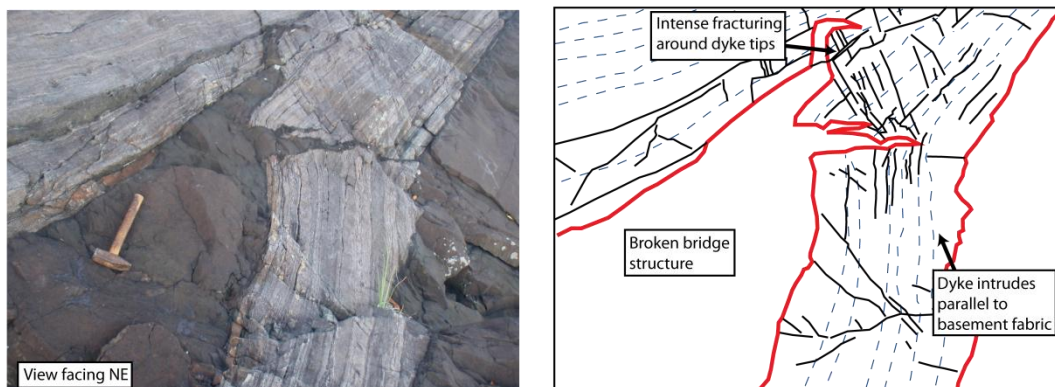 View facing NE
Intense fracturing
around dyke tips
Broken bridge
structure
Dyke intrudes
parallel to
basement fabric